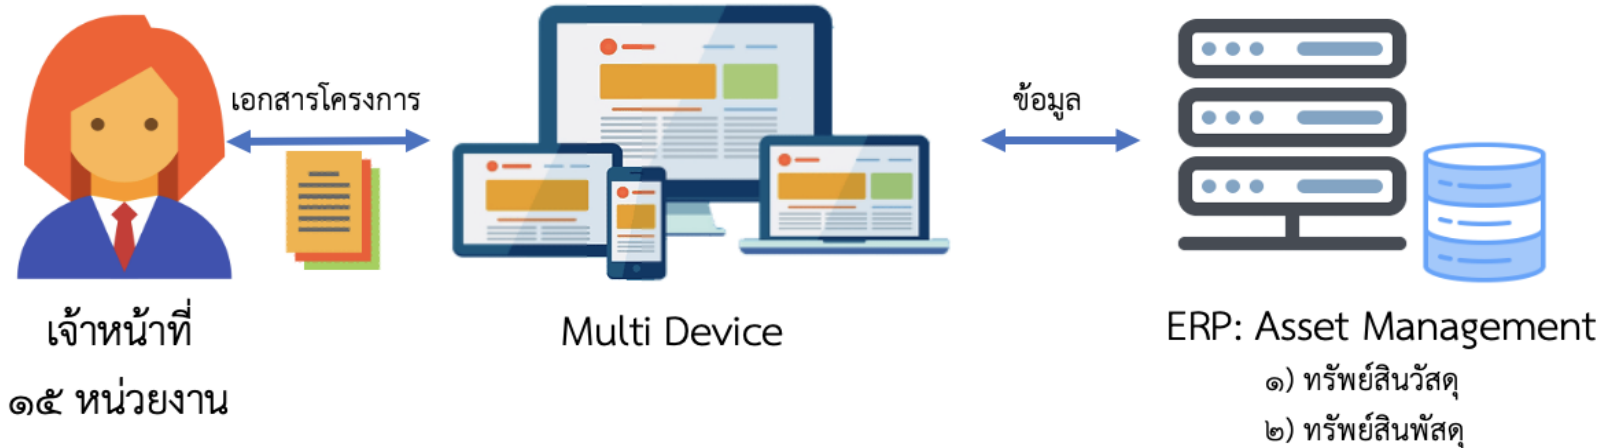 เอกสารโครงการ
ข้อมูล
เจ้าหน้าที่
๑๕ หน่วยงาน
Multi Device
ERP: Asset Management
๑) ทรัพย์สินวัสดุ
๒) ทรัพย์สินพัสดุ